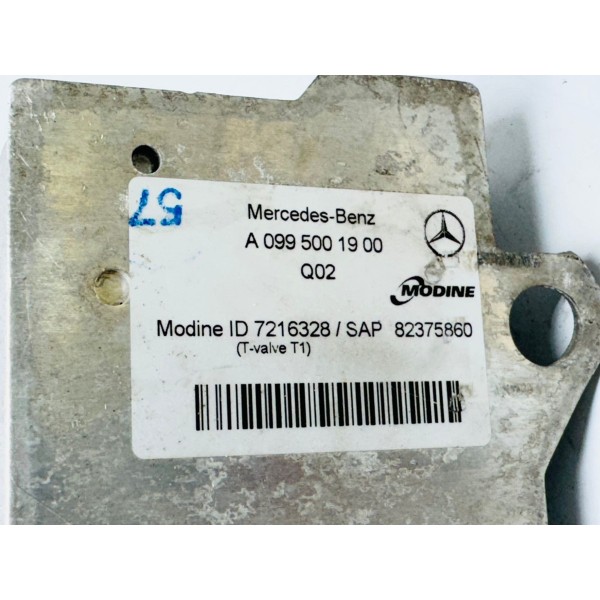 57
Mercedes-Benz
A 099 500 19 00
Q02
MODINE
Modine ID 7216328 / SAP 82375860
(T-valve T1)